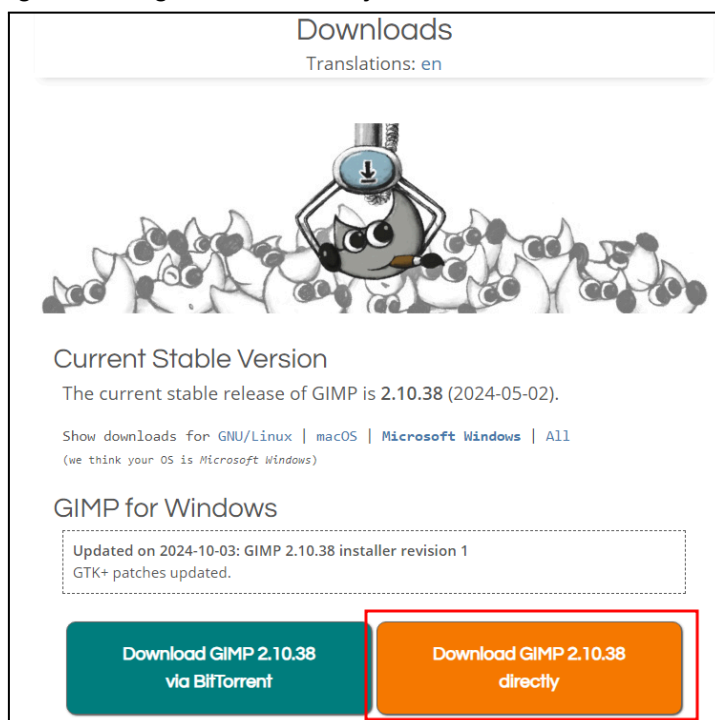 Downloads
Translations: en
Current Stable Version
The current stable release of GIMP is 2.10.38 (2024-05-02).
Show downloads for GNU/Linux | macOS | Microsoft Windows | All
(we think your OS is Microsoft Windows)
GIMP for Windows
Updated on 2024-10-03: GIMP 2.10.38 installer revision 1
GTK+ patches updated.
Download GIMP 2.10.38
via BitTorrent
Download GIMP 2.10.38
directly